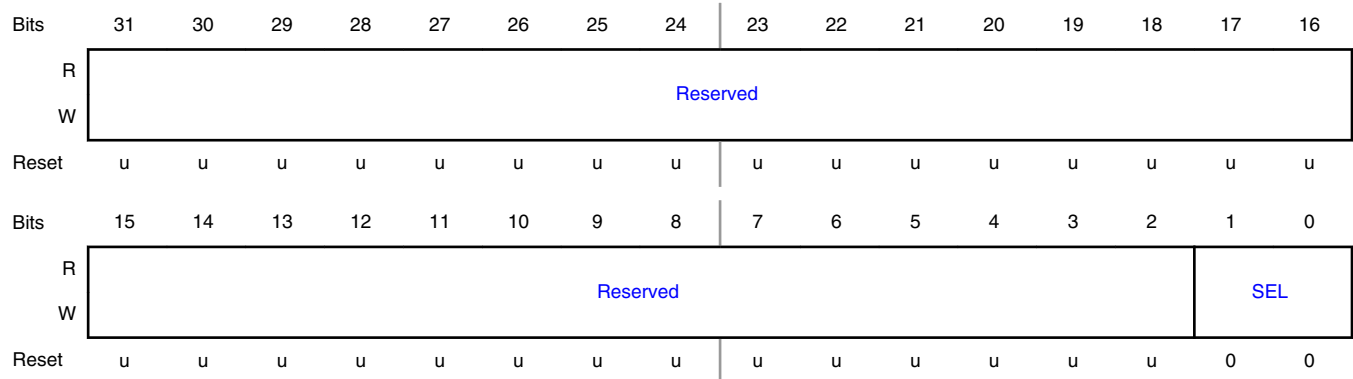 Bits 31 30 29 28 27 26 25 24 23 22 21 20 19 18 17 16
R
Reserved
W
Reset u u u u u u u u u u u u u u u u
Bits 15 14 13 12 11 10 9 8 7 6 5 4 3 2 1 0
R
Reserved SEL
W
Reset u u u u u u u u u u u u u u 0 0